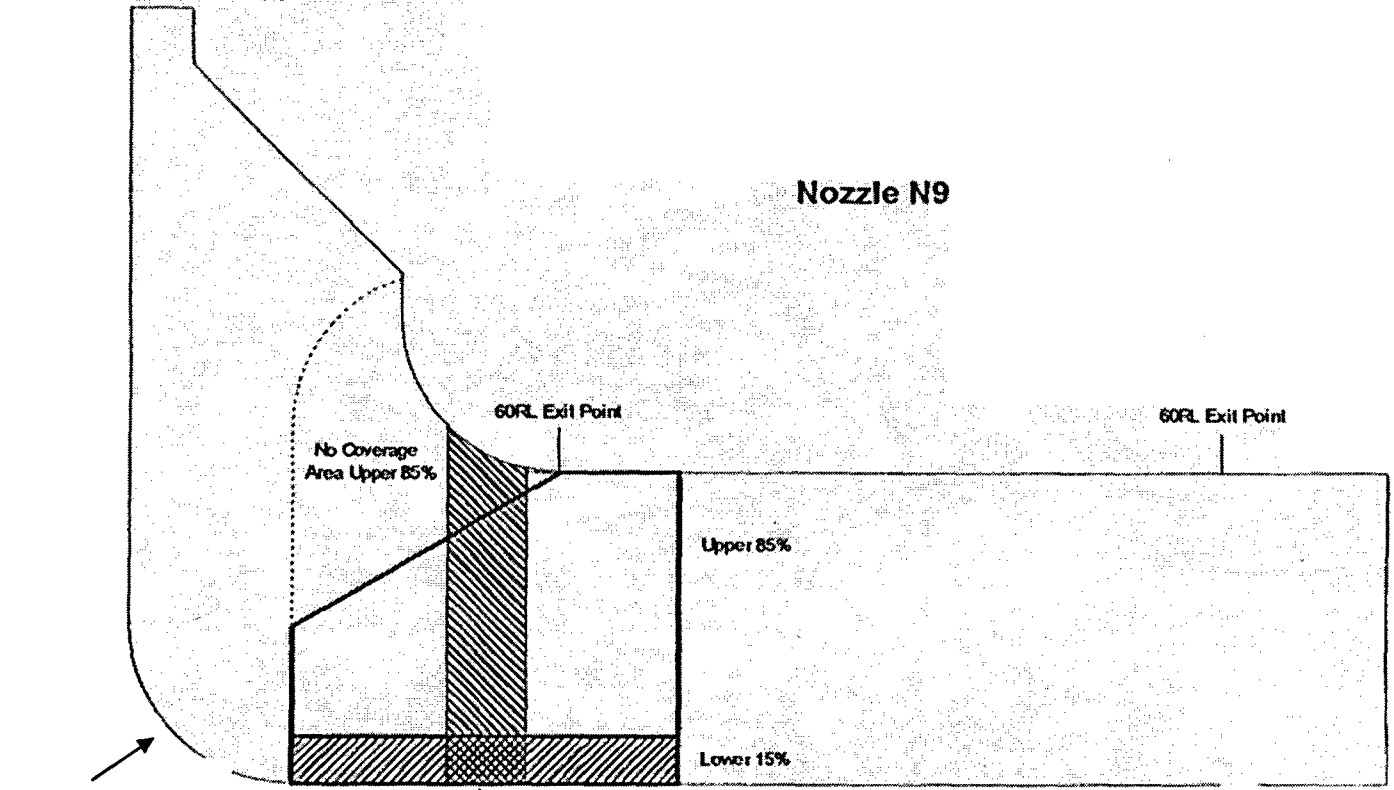 Nozzle N9
60RL Exit Point
60RL Exit Point
No Coverage
Area Upper 85%
Upper 85%
Lower 15%